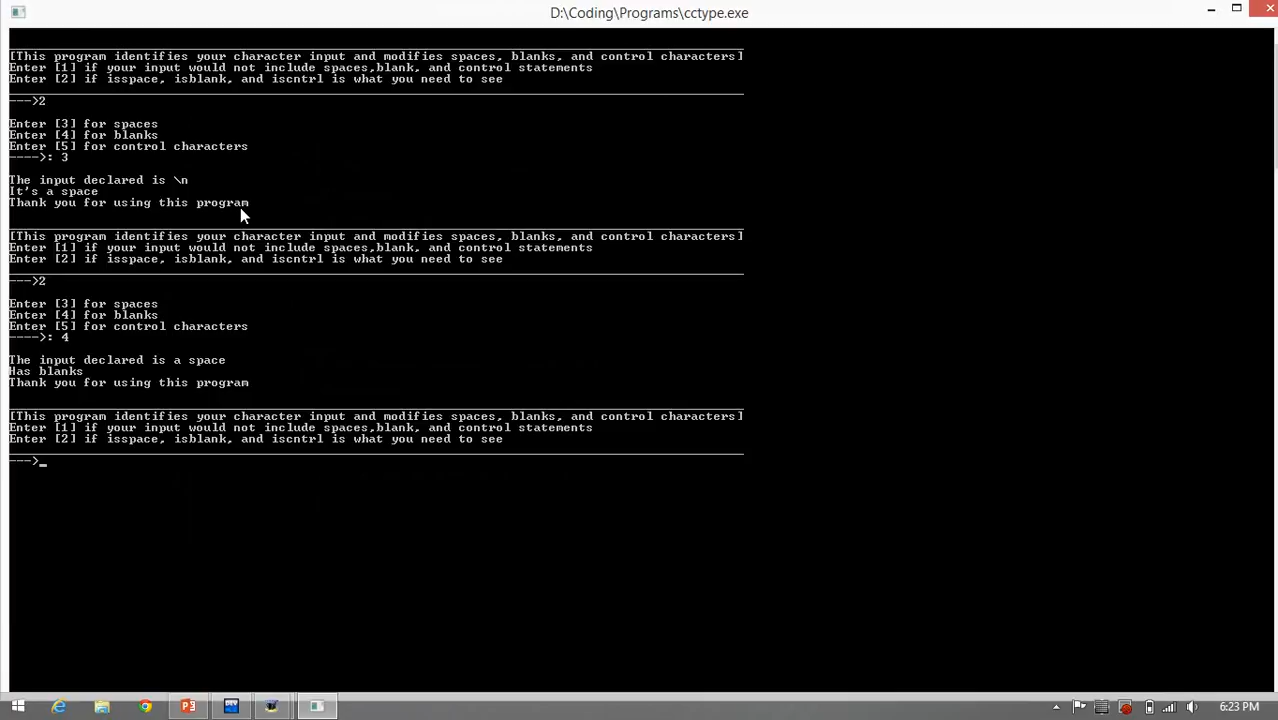 D:\Coding\Programs\cctype.exe
[This program identifies your character input and modifies spaces, blanks, and control characters]
Enter [1] if your input would not include spaces,blank, and control statements
Enter [2] if isspace, isblank, and iscntrl is what you need to see
--->2
Enter [3] for spaces
Enter [4] for blanks
Enter [5] for control characters
---->: 3
The input declared is \n
It's a space
Thank you for using this program
[This program identifies your character input and modifies spaces, blanks, and control characters]
Enter [1] if your input would not include spaces,blank, and control statements
Enter [2] if isspace, isblank, and iscntrl is what you need to see
--->2
Enter [3] for spaces
Enter [4] for blanks
Enter [5] for control characters
---->: 4
The input declared is a space
Has blanks
Thank you for using this program
[This program identifies your character input and modifies spaces, blanks, and control characters]
Enter [1] if your input would not include spaces,blank, and control statements
Enter [2] if isspace, isblank, and iscntrl is what you need to see
--->_
6:23 PM